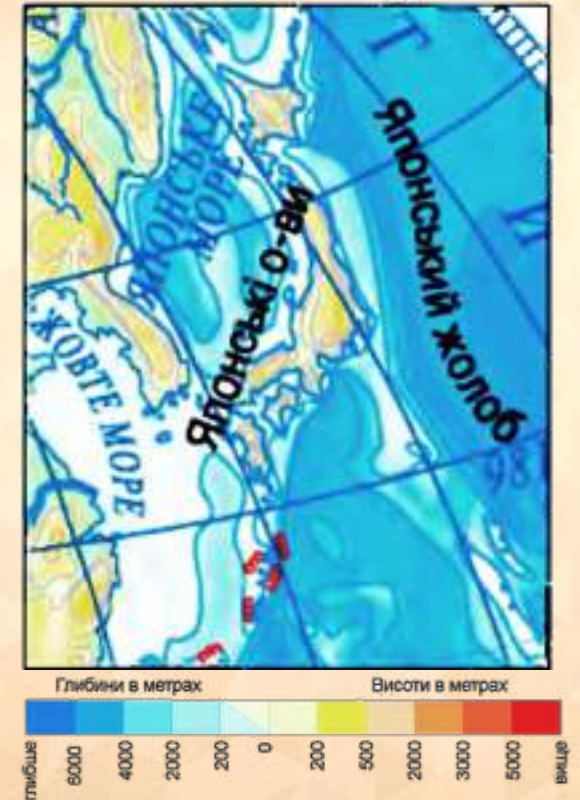 Т
И
ЯПОНСЬКЕ
МОРЕ
Японський жолоб
Японські о-ви
ЖОВТЕ МОРЕ
Глибини в метрах
Висоти в метрах
глибше 6000 4000 2000 200 0 200 500 2000 3000 5000 вище